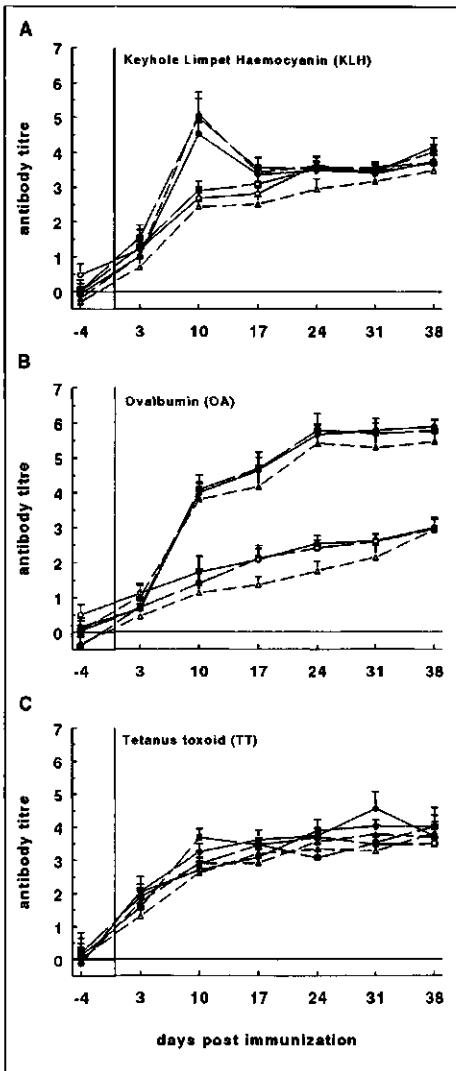 A
Keyhole Limpet Haemocyanin (KLH)
7
6
5
4
3
2
1
0
antibody titre
-4 3 10 17 24 31 38
B
Ovalbumin (OA)
6
5
4
3
2
1
0
antibody titre
-4 3 10 17 24 31 38
C
Tetanus toxoid (TT)
7
6
5
4
3
2
1
0
antibody titre
-4 3 10 17 24 31 38
days post immunization